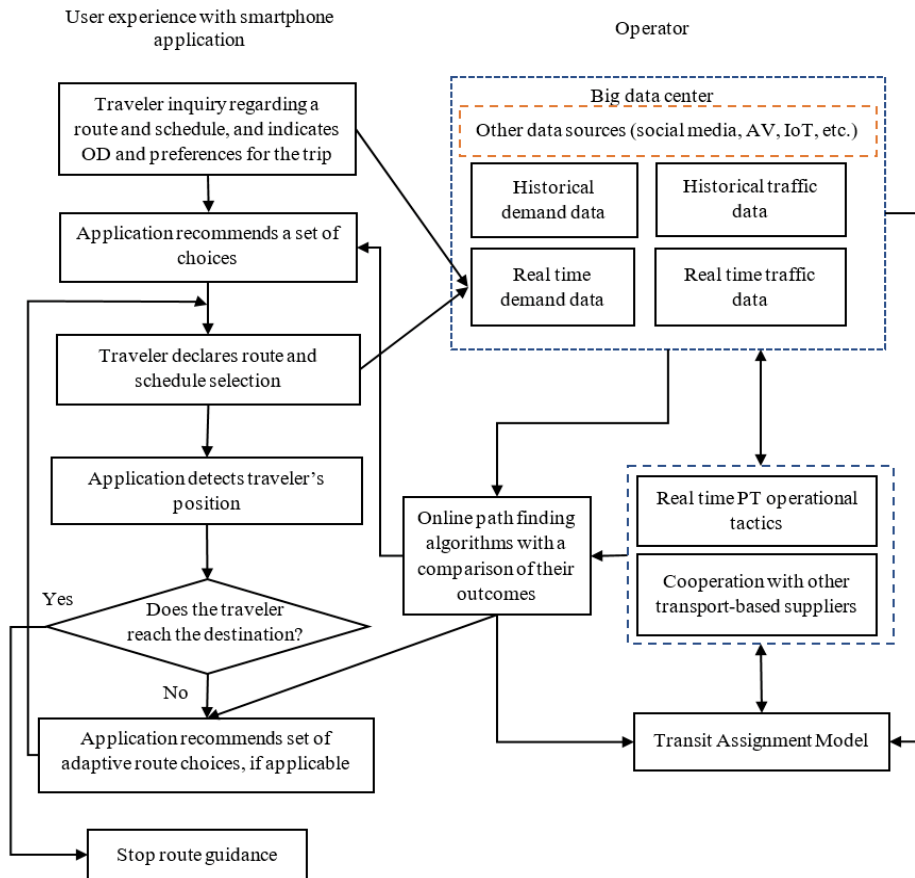 User experience with smartphone
application
Operator
Traveler inquiry regarding a
route and schedule, and indicates
OD and preferences for the trip
Application recommends a set of
choices
Traveler declares route and
schedule selection
Application detects traveler's
position
Yes
Does the traveler
reach the destination?
No
Application recommends set of
adaptive route choices, if applicable
Stop route guidance
Big data center
Other data sources (social media, AV, IoT, etc.)
Historical
demand data
Historical traffic
data
Real time
demand data
Real time traffic
data
Online path finding
algorithms with a
comparison of their
outcomes
Real time PT operational
tactics
Cooperation with other
transport-based suppliers
Transit Assignment Model